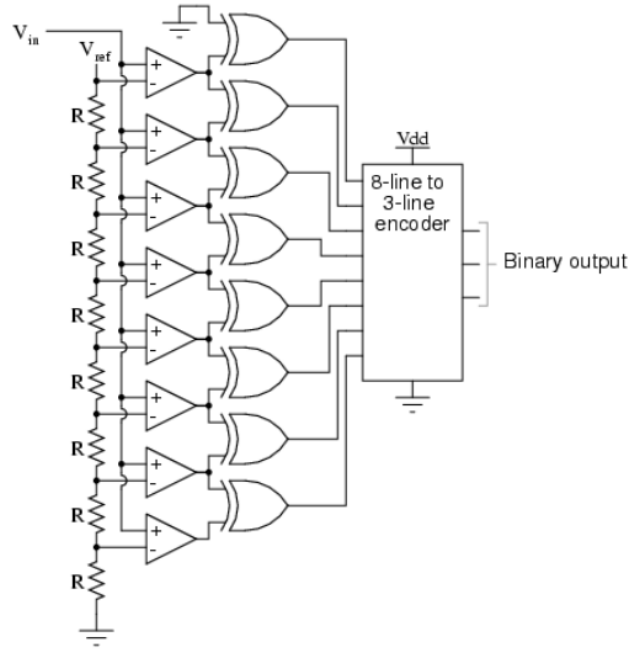 Vin
Vref
+
-
R
+
-
R
+
-
R
+
-
R
+
-
R
+
-
R
+
-
R
+
-
R
Vdd
8-line to
3-line
encoder
Binary output